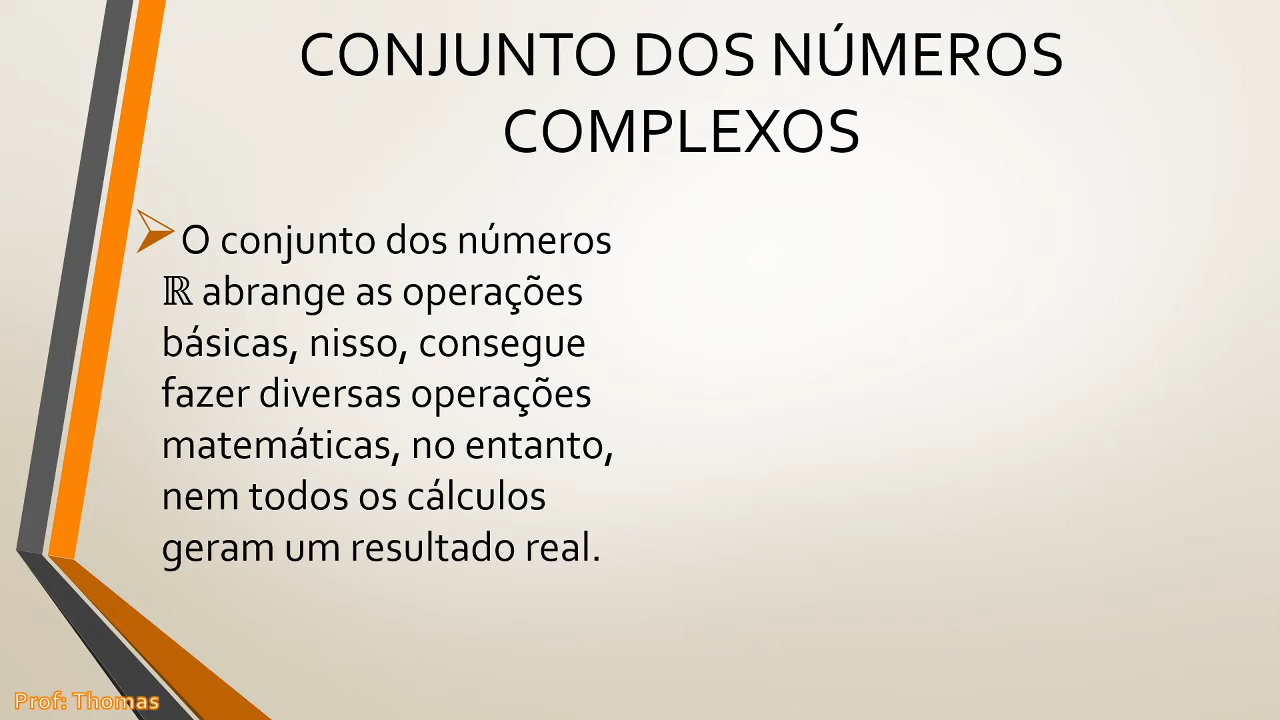 CONJUNTO DOS NÚMEROS
COMPLEXOS
O conjunto dos números
ℝ abrange as operações
básicas, nisso, consegue
fazer diversas operações
matemáticas, no entanto,
nem todos os cálculos
geram um resultado real.
Prof: Thomas